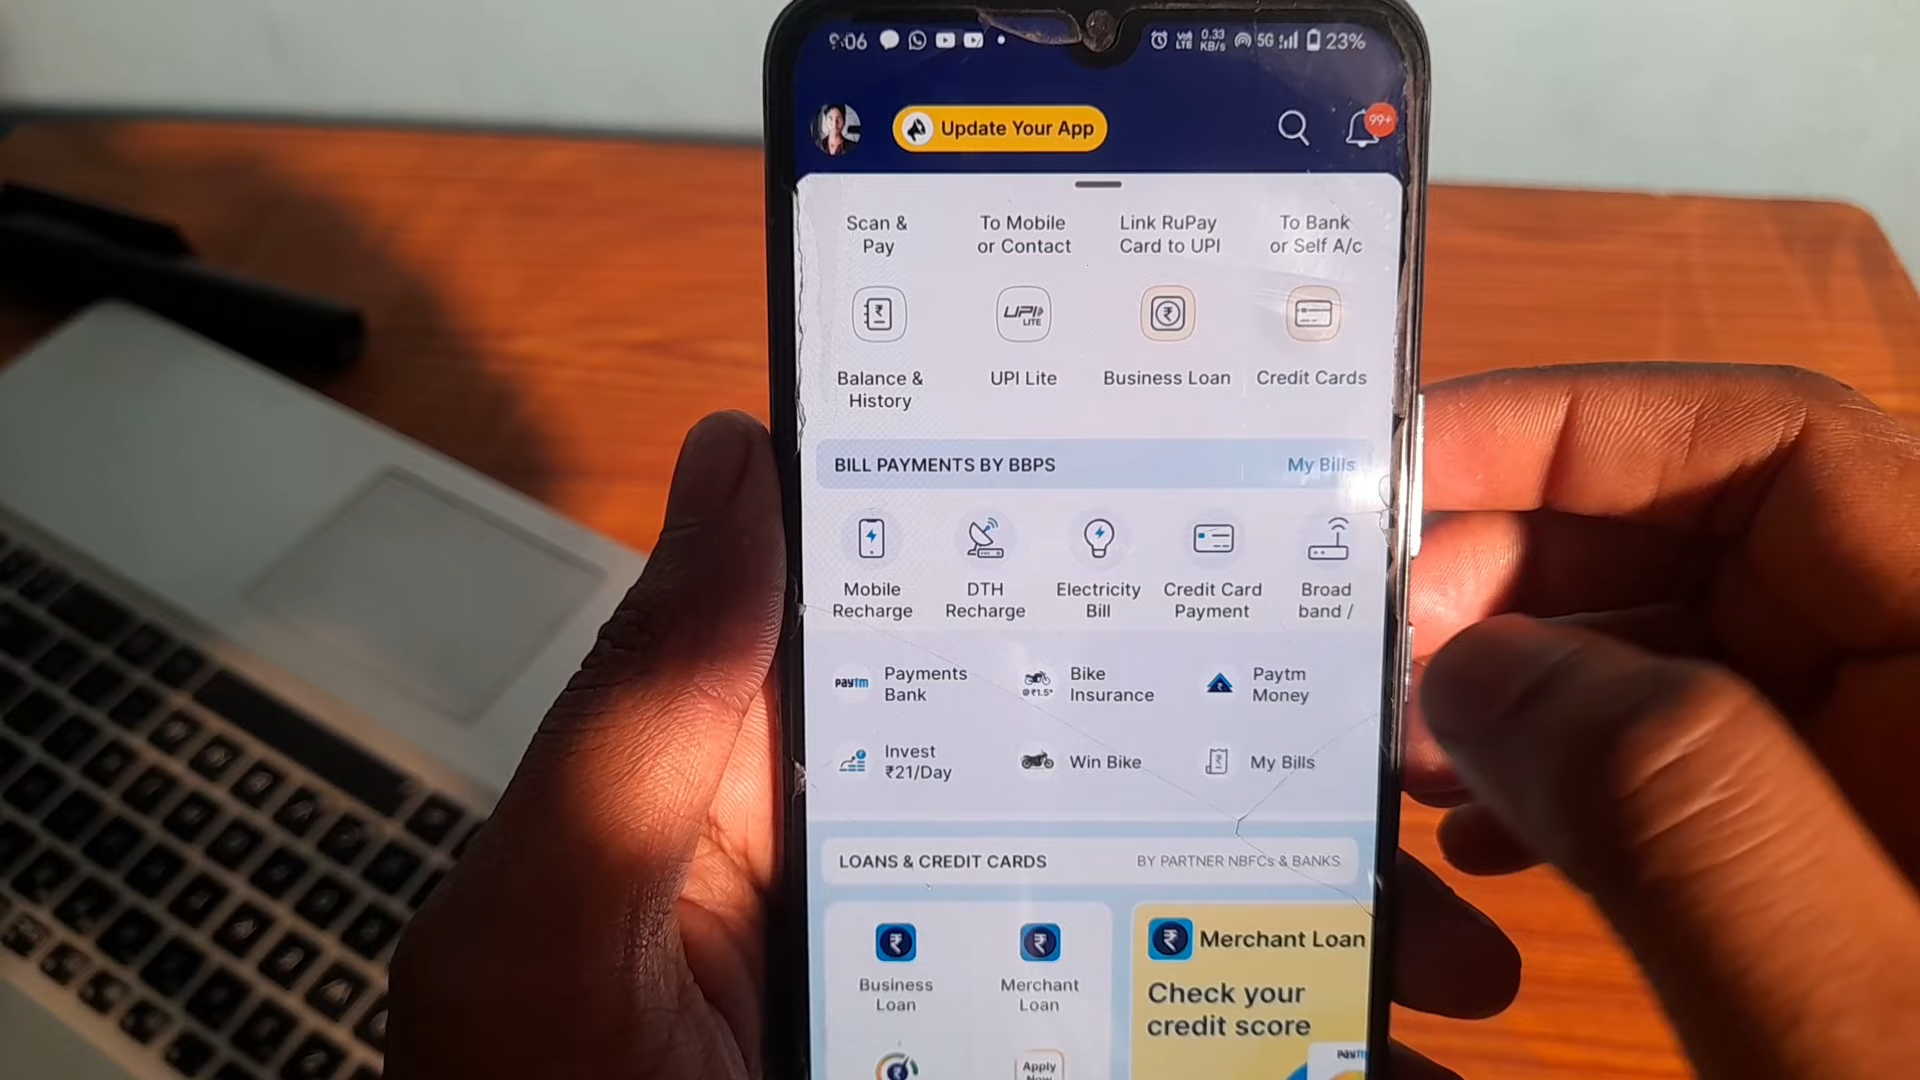 9:06
VoLTE
0.33 KB/s
5G
23%
Update Your App
99+
Scan & Pay
To Mobile or Contact
Link RuPay Card to UPI
To Bank or Self A/c
UPI LITE
Balance & History
UPI Lite
Business Loan
Credit Cards
BILL PAYMENTS BY BBPS
My Bills
Mobile Recharge
DTH Recharge
Electricity Bill
Credit Card Payment
Broad band /
paytm
Payments Bank
@₹1.5*
Bike Insurance
Paytm Money
Invest ₹21/Day
Win Bike
My Bills
LOANS & CREDIT CARDS
BY PARTNER NBFCs & BANKS
Business Loan
Merchant Loan
Merchant Loan
Check your
credit score
Apply